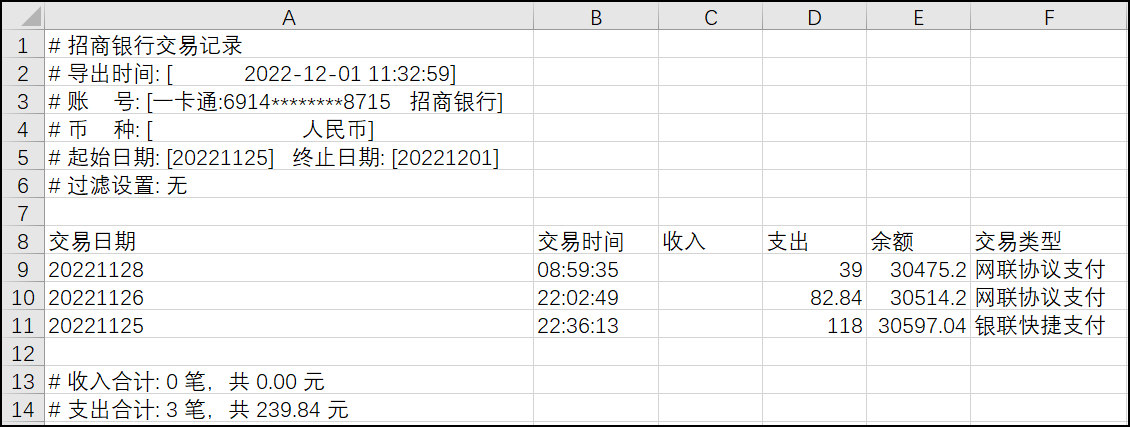 A B C D E F
1 # 招商银行交易记录
2 # 导出时间: [ 2022-12-01 11:32:59]
3 # 账 号: [一卡通:6914********8715 招商银行]
4 # 币 种: [ 人民币]
5 # 起始日期: [20221125] 终止日期: [20221201]
6 # 过滤设置: 无
7
8 交易日期 交易时间 收入 支出 余额 交易类型
9 20221128 08:59:35 39 30475.2 网联协议支付
10 20221126 22:02:49 82.84 30514.2 网联协议支付
11 20221125 22:36:13 118 30597.04 银联快捷支付
12
13 # 收入合计: 0 笔，共 0.00 元
14 # 支出合计: 3 笔，共 239.84 元